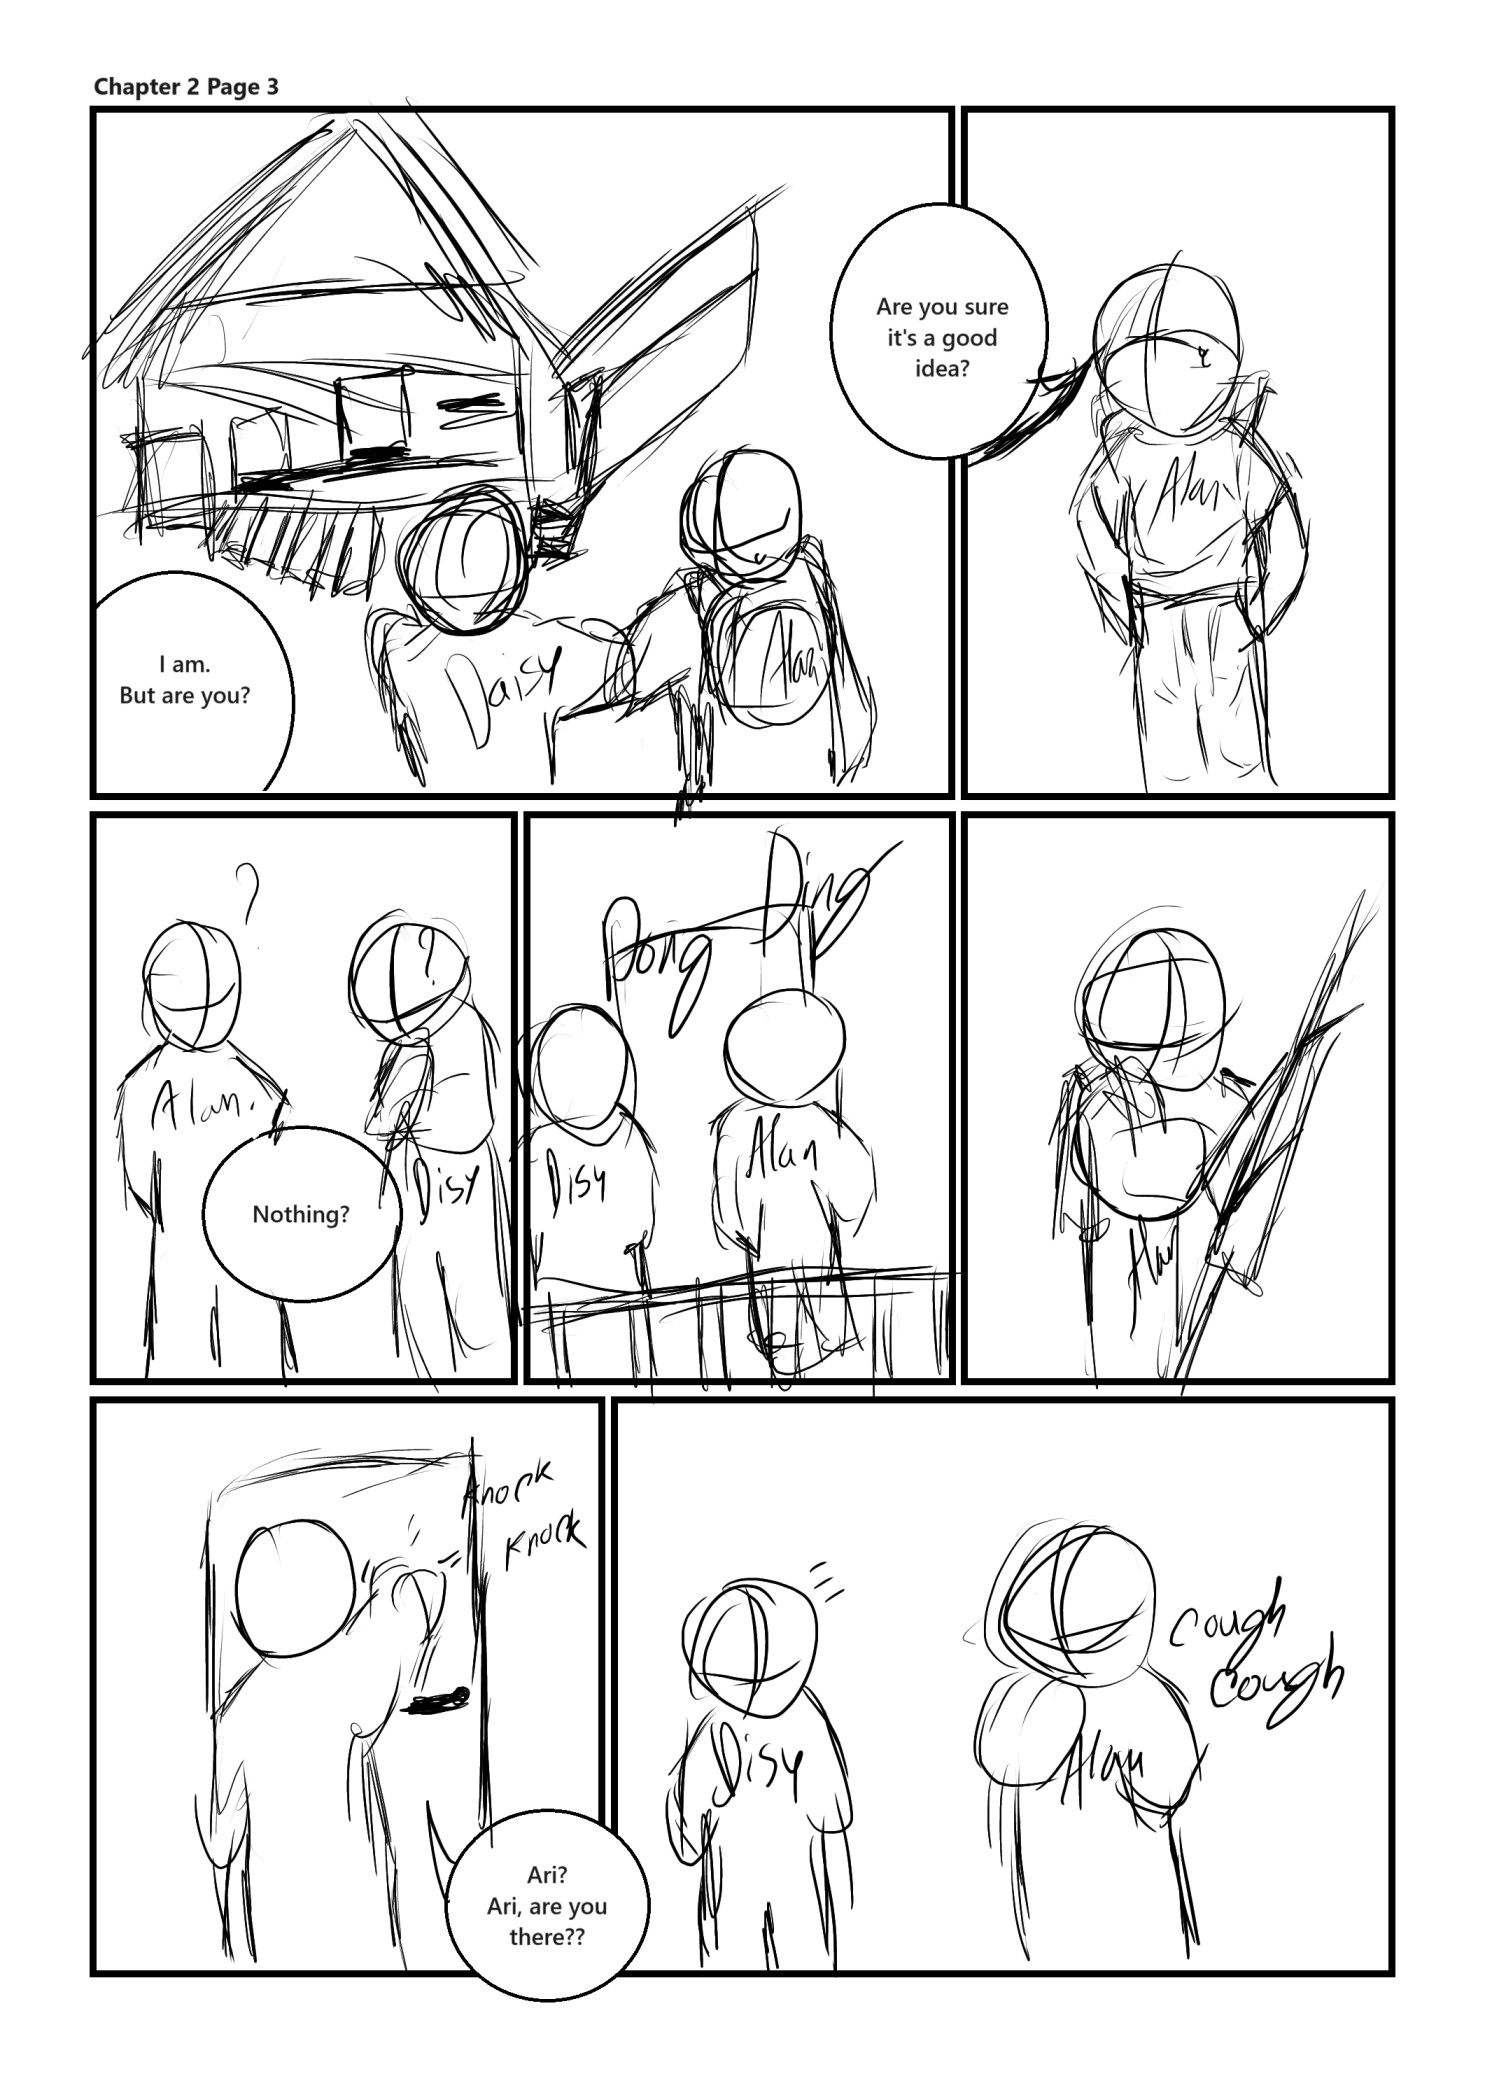 Chapter 2 Page 3
Are you sure
it's a good
idea?
Alan
I am.
But are you?
Daisy
Alan
?
?
Alan.
Disy
Nothing?
Ding
Dong
Disy
Alan
Alan
Knock
Knock
Ari?
Ari, are you
there??
Disy
Alan
cough
cough